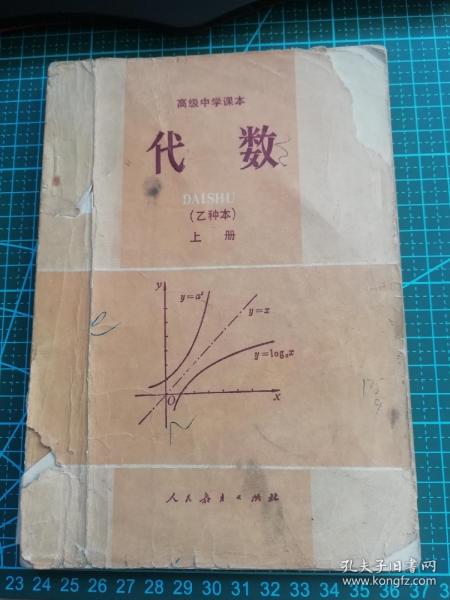 高级中学课本
代数
DAISHU
(乙种本)
上册
y
y=aˣ
y=x
y=logₐx
O
x
人民教育出版社
23 24 25 26 27 28 29 30 31 32 33 34 35 36 37 38
孔夫子旧书网
www.kongfz.com